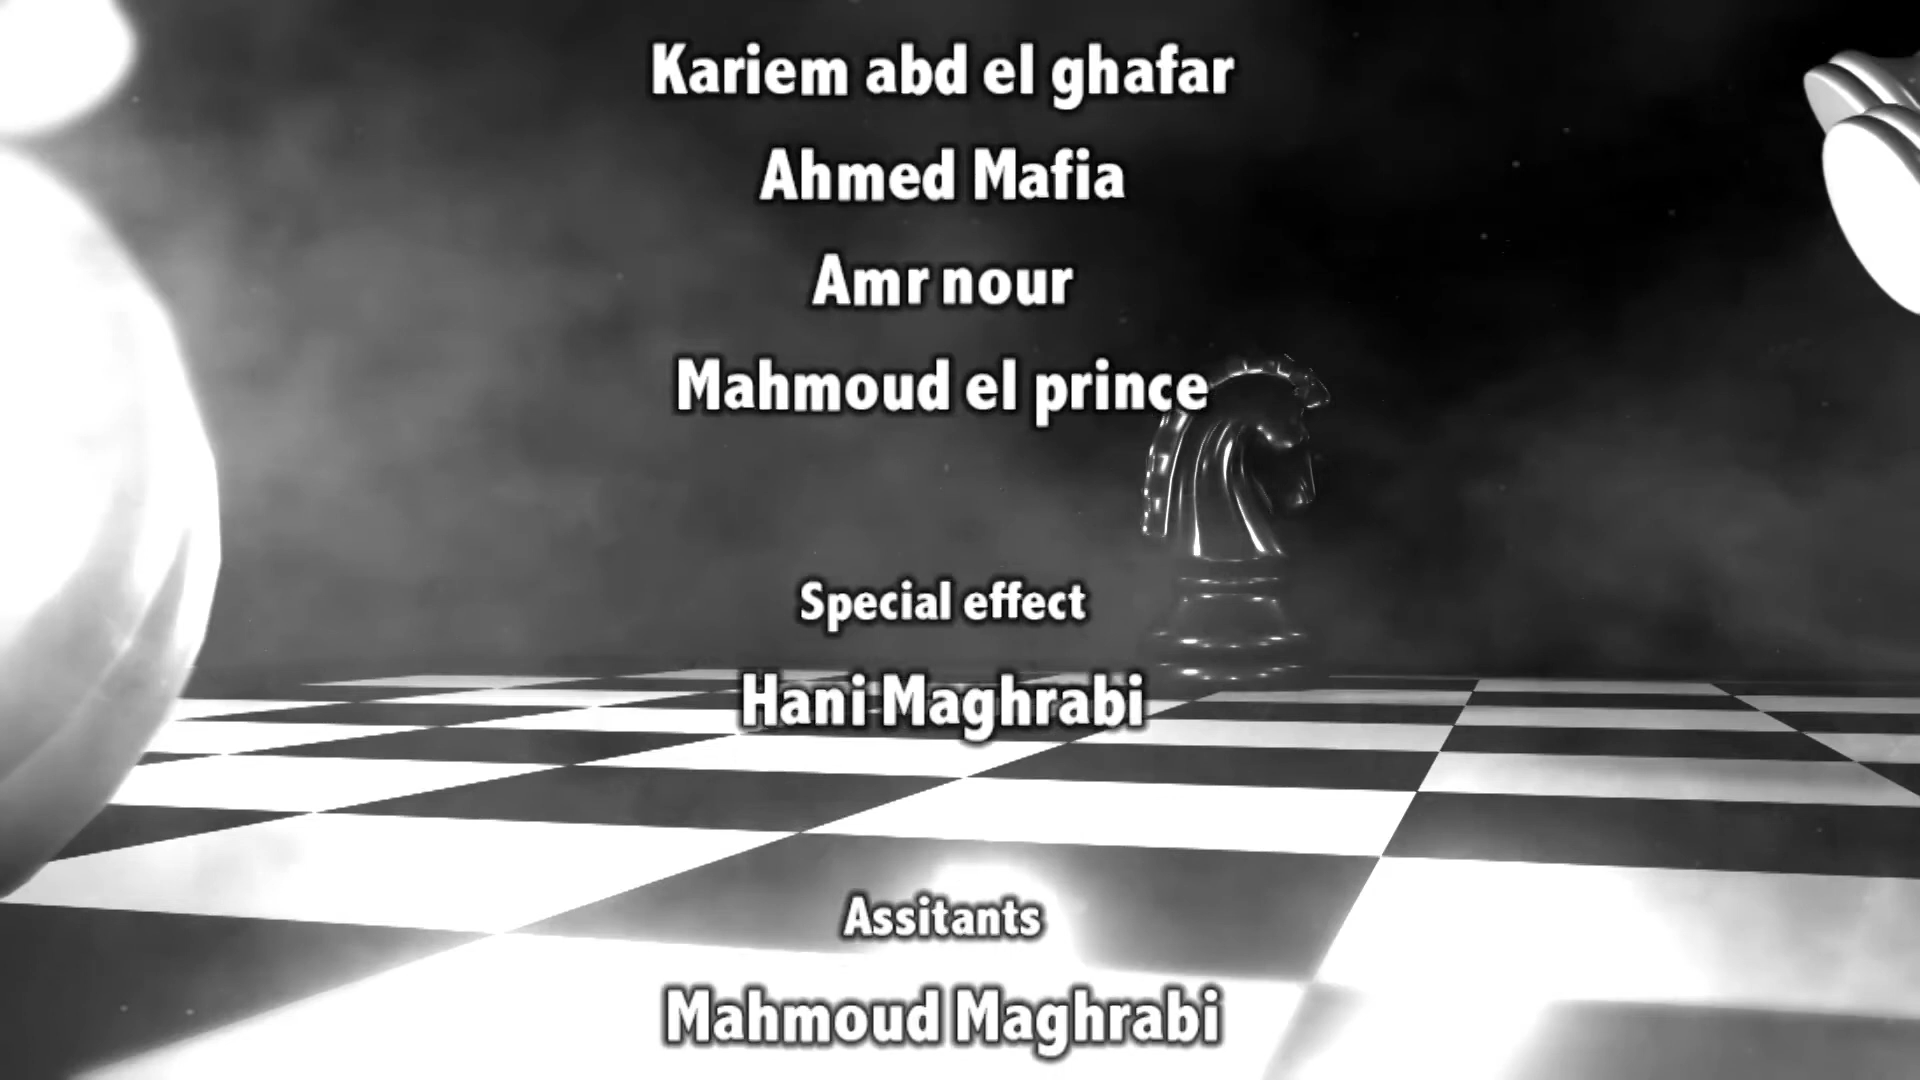 Kariem abd el ghafar
Ahmed Mafia
Amr nour
Mahmoud el prince
Special effect
Hani Maghrabi
Assitants
Mahmoud Maghrabi